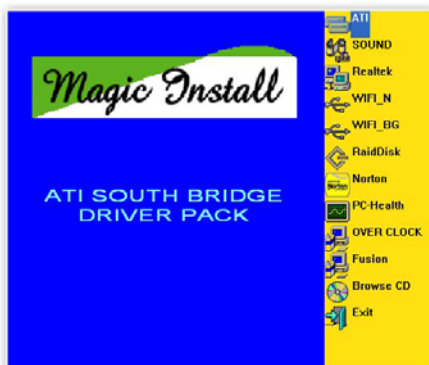 Magic Install
ATI SOUTH BRIDGE
DRIVER PACK
ATI
SOUND
Realtek
WIFI_N
WIFI_BG
RaidDisk
Norton
PC-Health
OVER CLOCK
Fusion
Browse CD
Exit